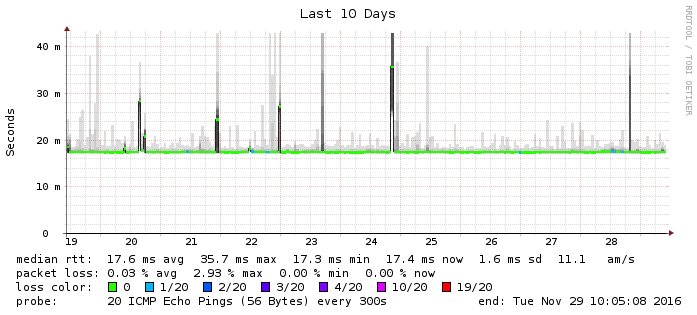 Last 10 Days
RRDTOOL / TOBI OETIKER
Seconds
40 m
30 m
20 m
10 m
0
19 20 21 22 23 24 25 26 27 28
median rtt: 17.6 ms avg 35.7 ms max 17.3 ms min 17.4 ms now 1.6 ms sd 11.1 am/s
packet loss: 0.03 % avg 2.93 % max 0.00 % min 0.00 % now
loss color: 0 1/20 2/20 3/20 4/20 10/20 19/20
probe: 20 ICMP Echo Pings (56 Bytes) every 300s end: Tue Nov 29 10:05:08 2016